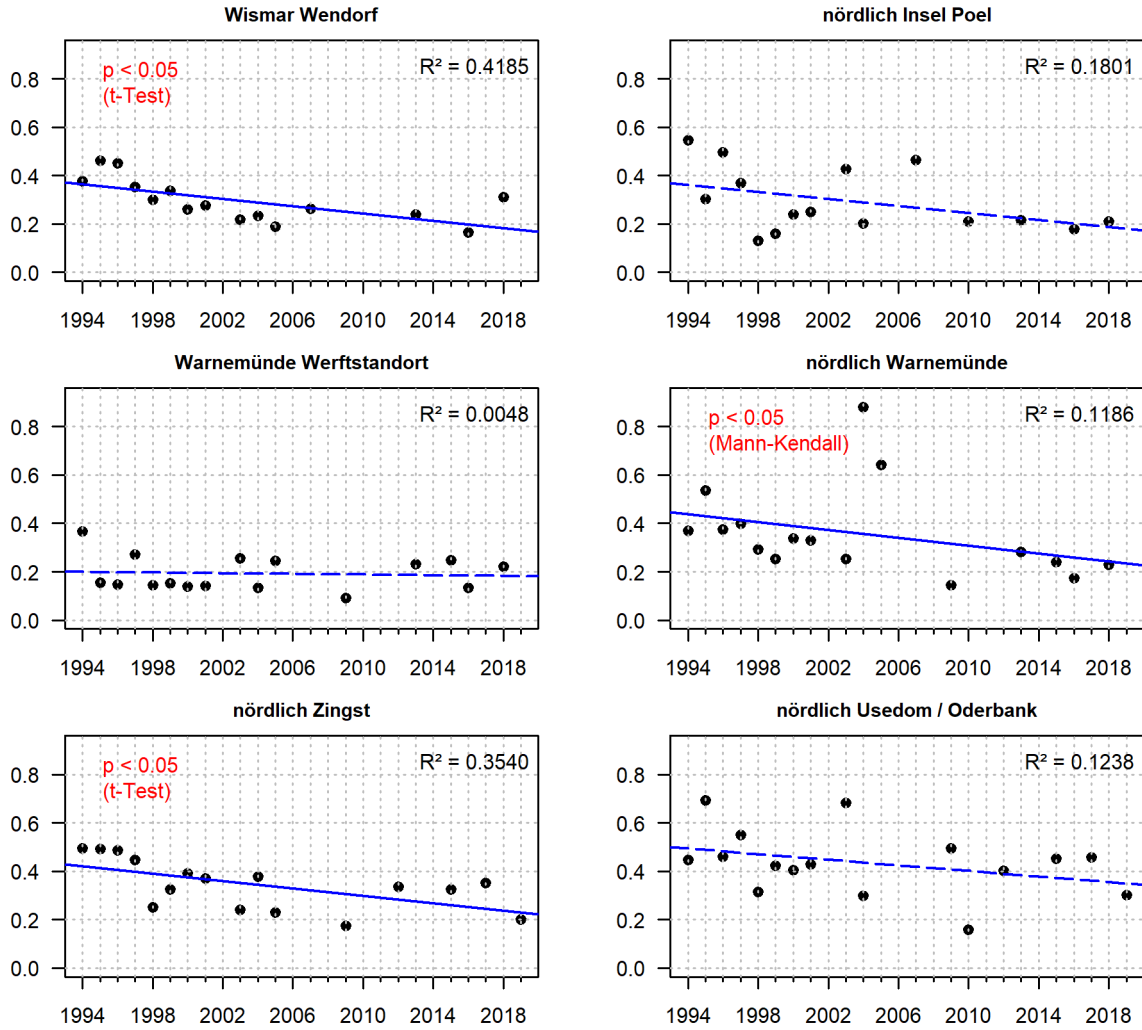 Wismar Wendorf
p < 0.05
(t-Test)
R² = 0.4185
0.8
0.6
0.4
0.2
0.0
1994 1998 2002 2006 2010 2014 2018
nördlich Insel Poel
R² = 0.1801
0.8
0.6
0.4
0.2
0.0
1994 1998 2002 2006 2010 2014 2018
Warnemünde Werftstandort
R² = 0.0048
0.8
0.6
0.4
0.2
0.0
1994 1998 2002 2006 2010 2014 2018
nördlich Warnemünde
p < 0.05
(Mann-Kendall)
R² = 0.1186
0.8
0.6
0.4
0.2
0.0
1994 1998 2002 2006 2010 2014 2018
nördlich Zingst
p < 0.05
(t-Test)
R² = 0.3540
0.8
0.6
0.4
0.2
0.0
1994 1998 2002 2006 2010 2014 2018
nördlich Usedom / Oderbank
R² = 0.1238
0.8
0.6
0.4
0.2
0.0
1994 1998 2002 2006 2010 2014 2018